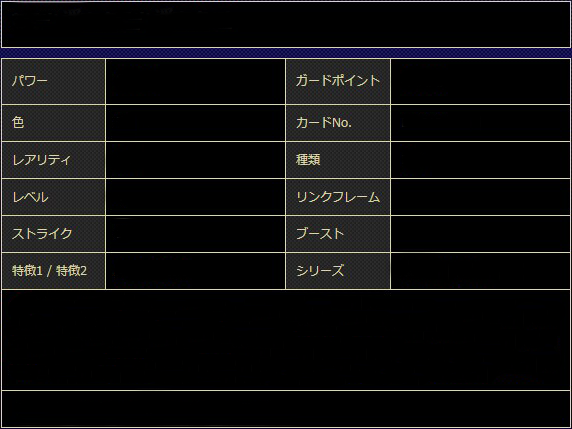 パワー ガードポイント
色 カードNo.
レアリティ 種類
レベル リンクフレーム
ストライク ブースト
特徴1 / 特徴2 シリーズ